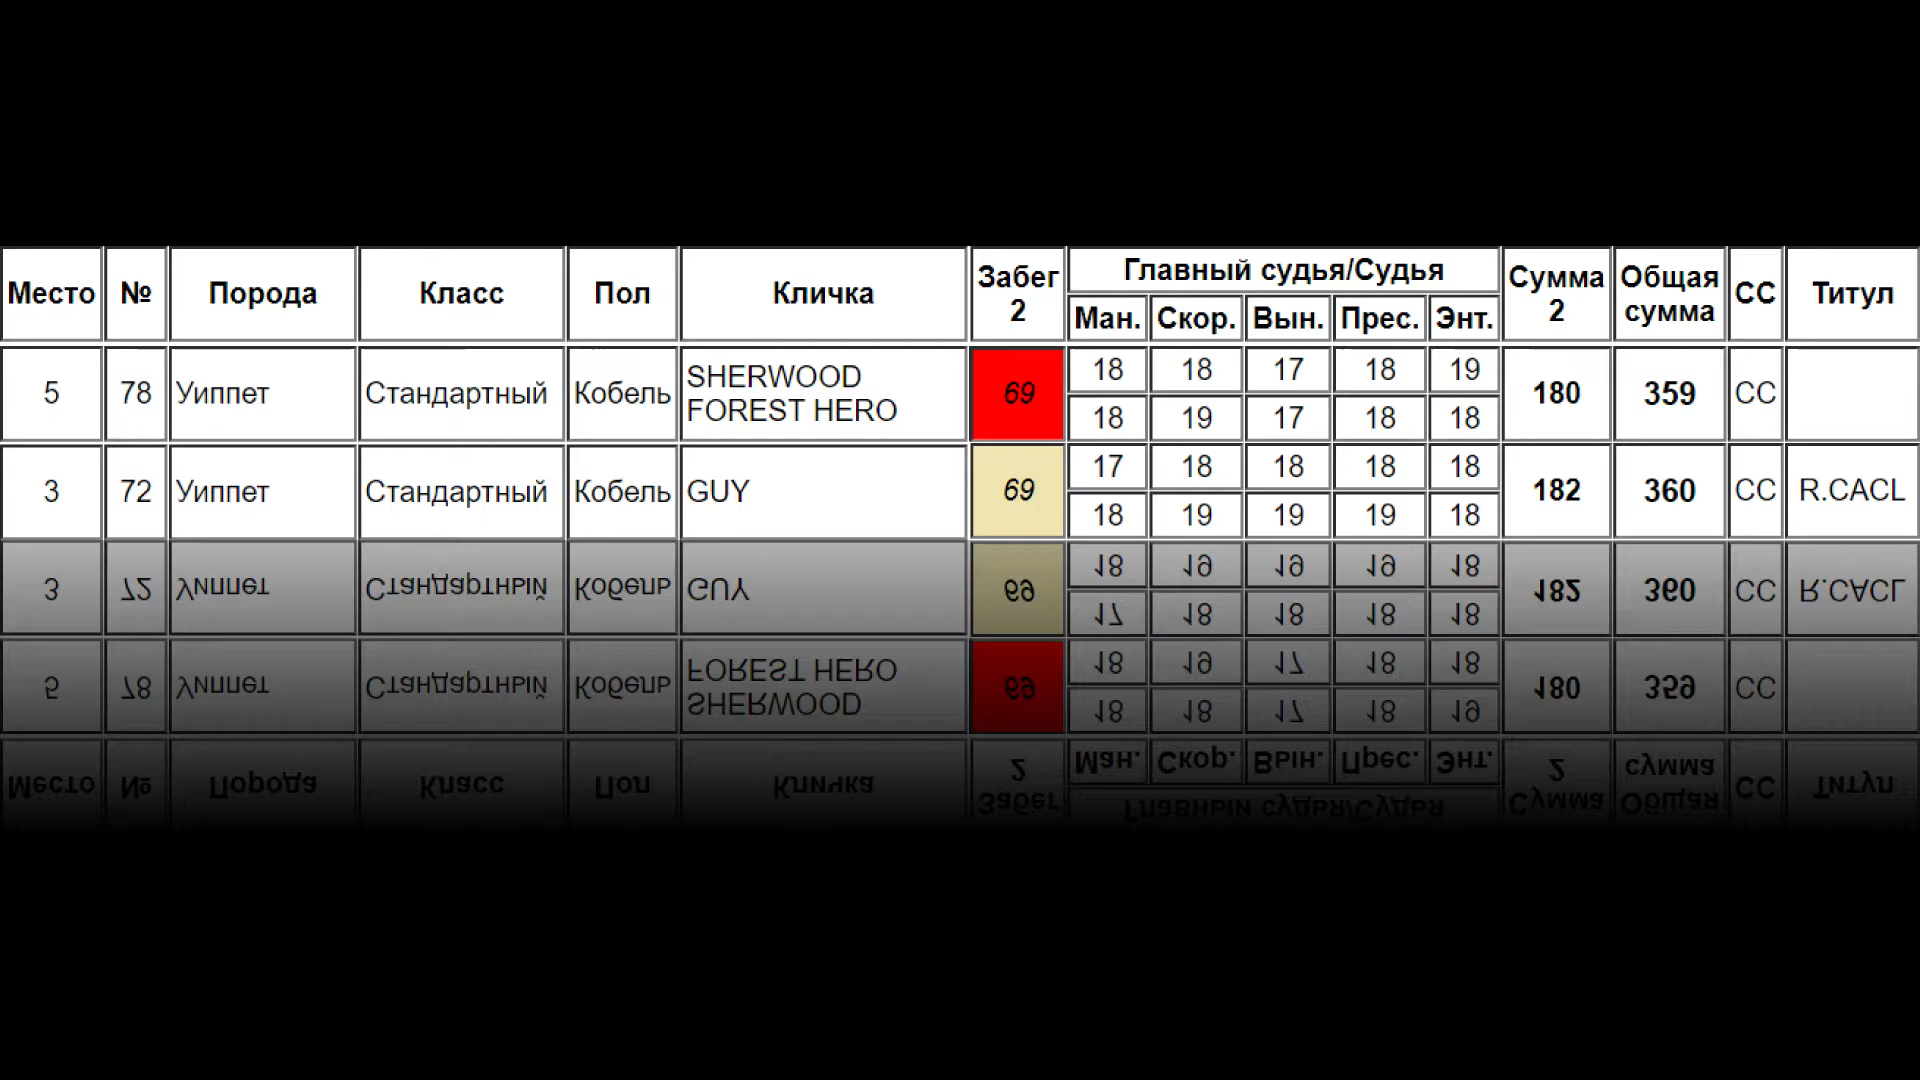 Место № Порода Класс Пол Кличка Забег 2 Главный судья/Судья Сумма 2 Общая сумма СС Титул
Ман. Скор. Вын. Прес. Энт.
5 78 Уиппет Стандартный Кобель SHERWOOD FOREST HERO 69 18 18 17 18 19 180 359 СС
18 19 17 18 18
3 72 Уиппет Стандартный Кобель GUY 69 17 18 18 18 18 182 360 СС R.CACL
18 19 19 19 18